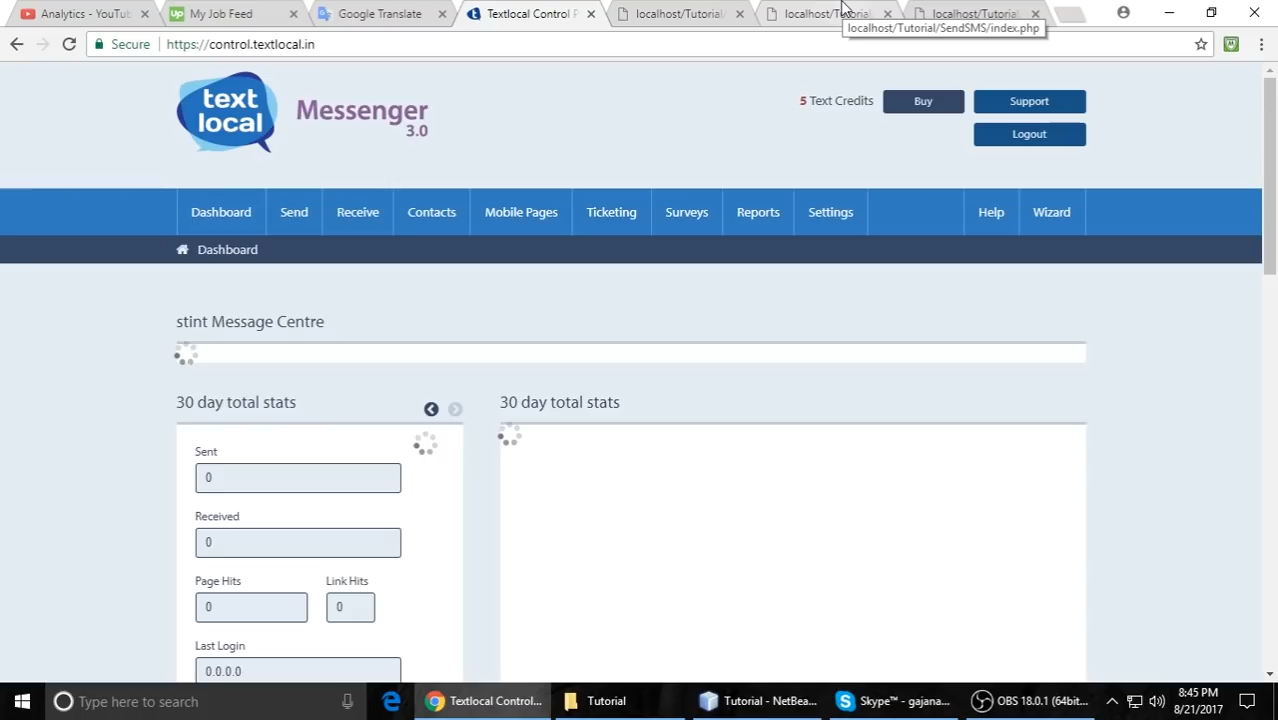 Analytics - YouTu
My Job Feed
Google Translate
Textlocal Control P
localhost/Tutorial/
localhost/Tutorial
localhost/Tutorial
localhost/Tutorial/SendSMS/index.php
Secure
https://control.textlocal.in
text local
Messenger
3.0
5 Text Credits
Buy
Support
Logout
Dashboard
Send
Receive
Contacts
Mobile Pages
Ticketing
Surveys
Reports
Settings
Help
Wizard
Dashboard
stint Message Centre
30 day total stats
30 day total stats
Sent
0
Received
0
Page Hits
Link Hits
0
0
Last Login
0.0.0.0
Type here to search
Textlocal Control...
Tutorial
Tutorial - NetBea...
Skype™ - gajana...
OBS 18.0.1 (64bit...
8:45 PM
8/21/2017